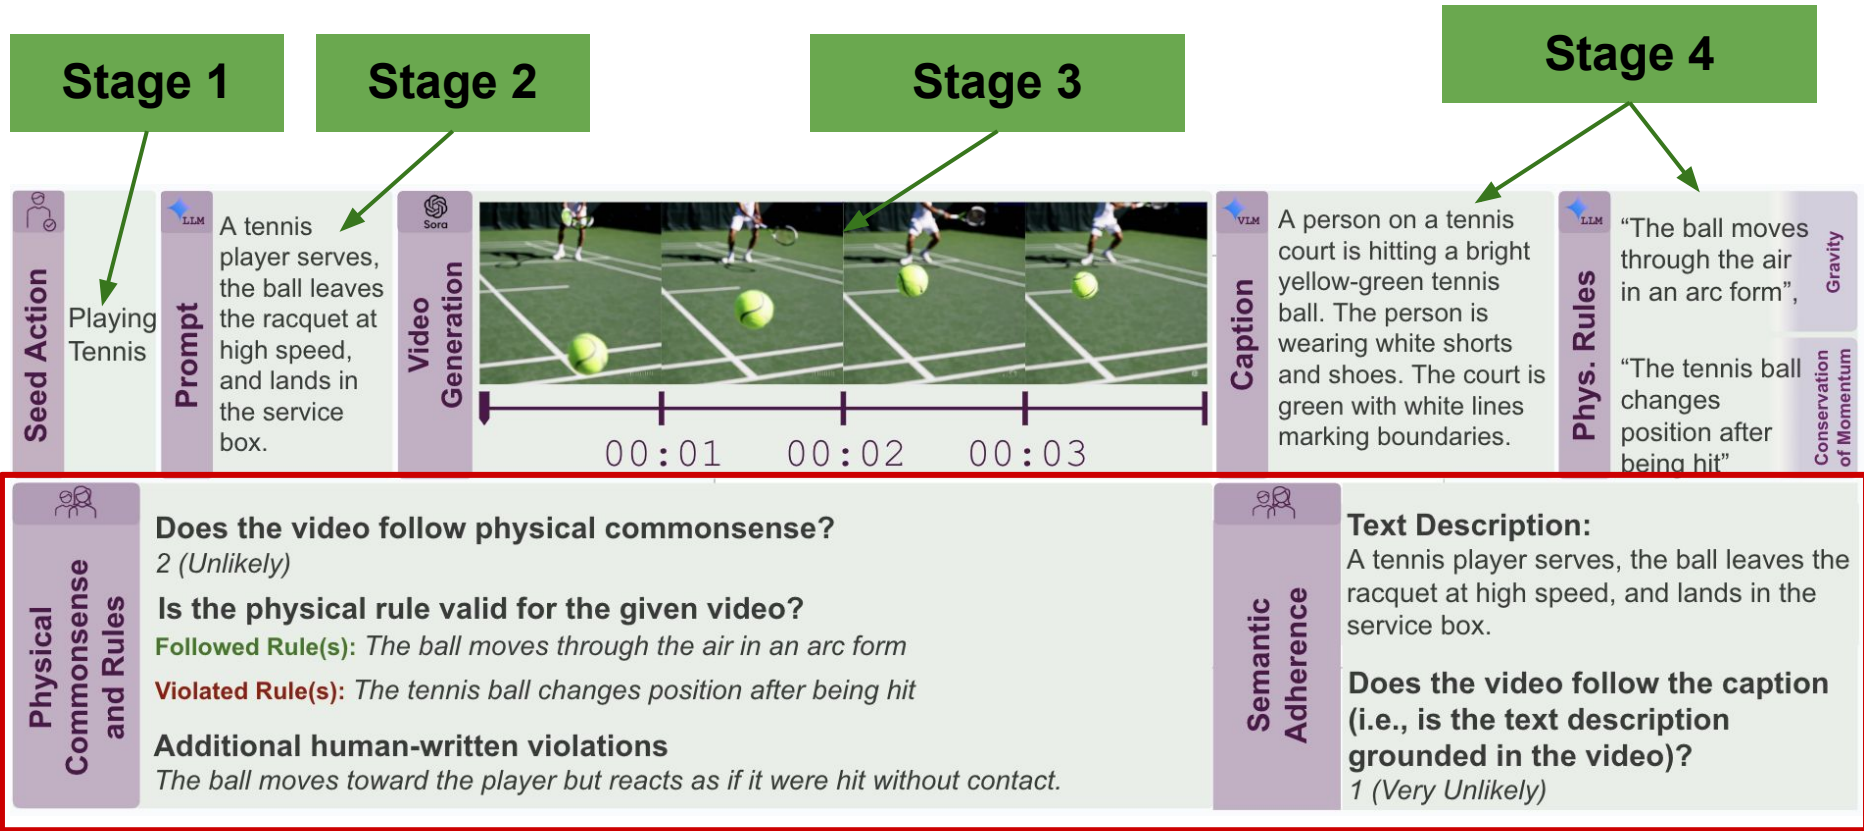 Stage 1
Stage 2
Stage 3
Stage 4
Seed Action
Playing
Tennis
LLM
Prompt
A tennis
player serves,
the ball leaves
the racquet at
high speed,
and lands in
the service
box.
Sora
Video
Generation
00:01 00:02 00:03
VLM
Caption
A person on a tennis
court is hitting a bright
yellow-green tennis
ball. The person is
wearing white shorts
and shoes. The court is
green with white lines
marking boundaries.
LLM
Phys. Rules
“The ball moves
through the air
in an arc form”,
Gravity
“The tennis ball
changes
position after
being hit”
Conservation
of Momentum
Physical
Commonsense
and Rules
Does the video follow physical commonsense?
2 (Unlikely)
Is the physical rule valid for the given video?
Followed Rule(s): The ball moves through the air in an arc form
Violated Rule(s): The tennis ball changes position after being hit
Additional human-written violations
The ball moves toward the player but reacts as if it were hit without contact.
Semantic
Adherence
Text Description:
A tennis player serves, the ball leaves the
racquet at high speed, and lands in the
service box.
Does the video follow the caption
(i.e., is the text description
grounded in the video)?
1 (Very Unlikely)